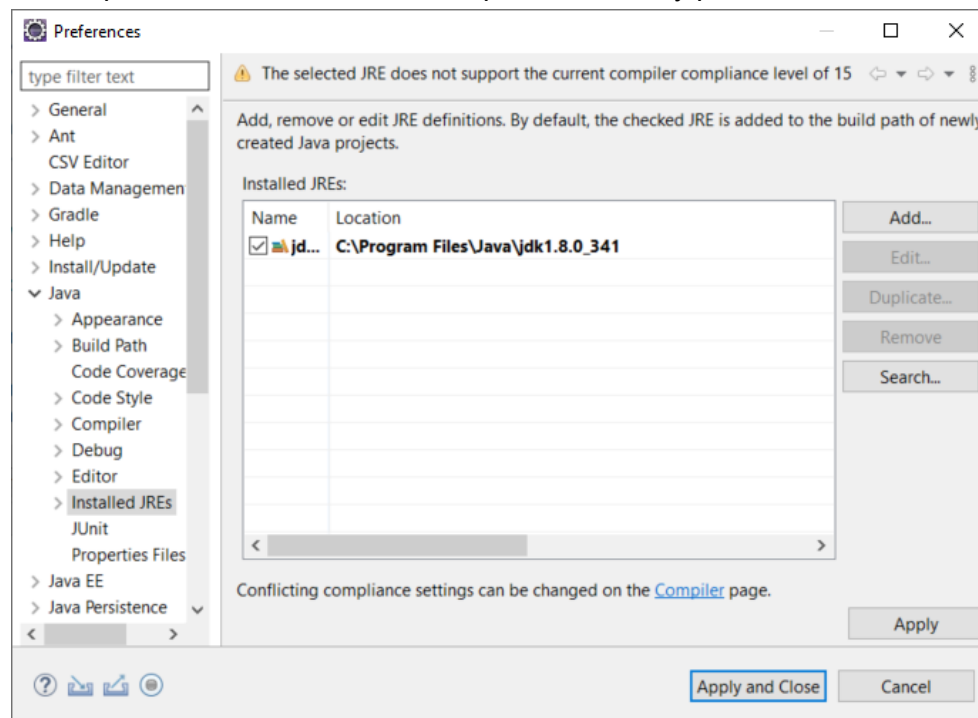 Preferences
type filter text
The selected JRE does not support the current compiler compliance level of 15
General
Ant
CSV Editor
Data Managemen
Gradle
Help
Install/Update
Java
Appearance
Build Path
Code Coverage
Code Style
Compiler
Debug
Editor
Installed JREs
JUnit
Properties Files
Java EE
Java Persistence
Add, remove or edit JRE definitions. By default, the checked JRE is added to the build path of newly
created Java projects.
Installed JREs:
Name Location
jd... C:\Program Files\Java\jdk1.8.0_341
Add...
Edit...
Duplicate...
Remove
Search...
Conflicting compliance settings can be changed on the Compiler page.
Apply
Apply and Close Cancel